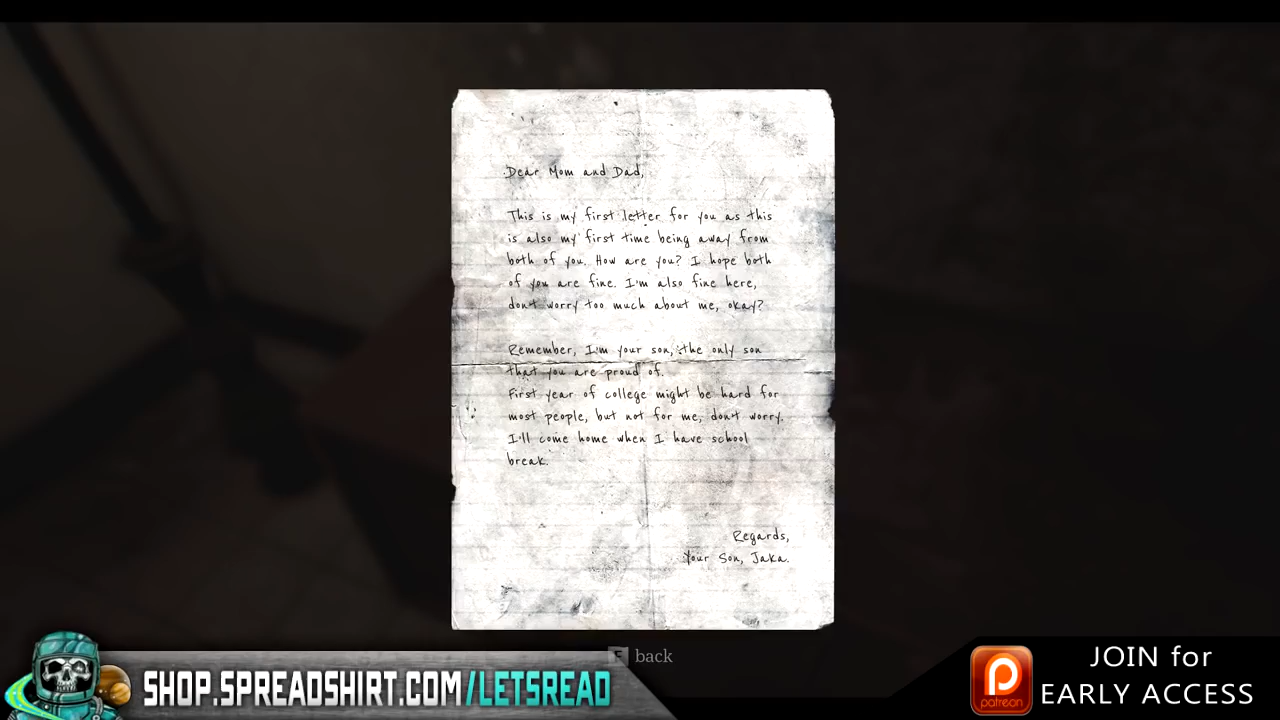 Dear Mom and Dad,
This is my first letter for you as this
is also my first time being away from
both of you. How are you? I hope both
of you are fine. I'm also fine here,
don't worry too much about me, okay?
Remember, I'm your son, the only son
that you are proud of.
First year of college might be hard for
most people, but not for me, don't worry.
I'll come home when I have school
break.
Regards,
Your Son, Jaka.
back
SHOP.SPREADSHIRT.COM/LETSREAD
patreon
JOIN for
EARLY ACCESS